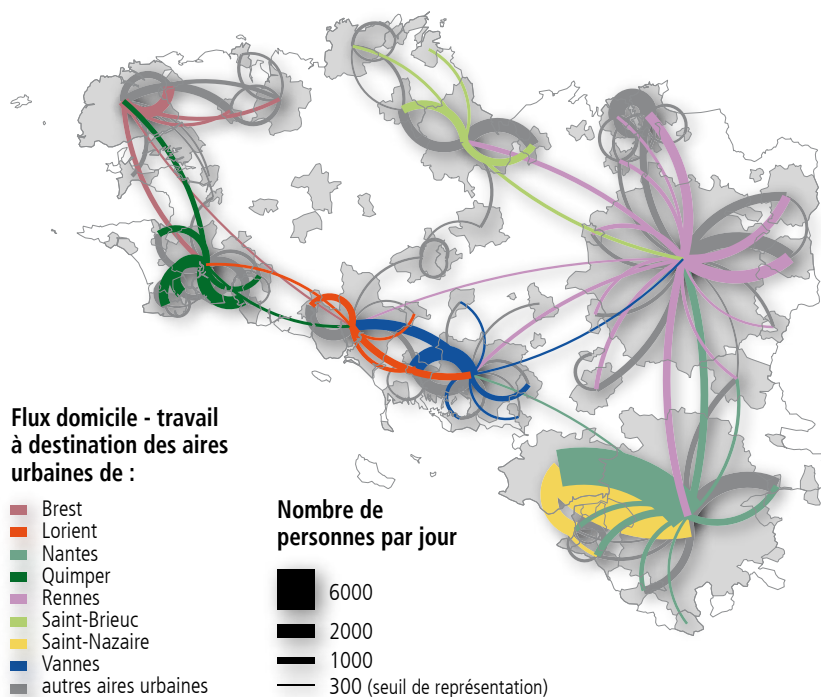 Flux domicile - travail
à destination des aires
urbaines de :
Brest
Lorient
Nantes
Quimper
Rennes
Saint-Brieuc
Saint-Nazaire
Vannes
autres aires urbaines
Nombre de
personnes par jour
6000
2000
1000
300 (seuil de représentation)